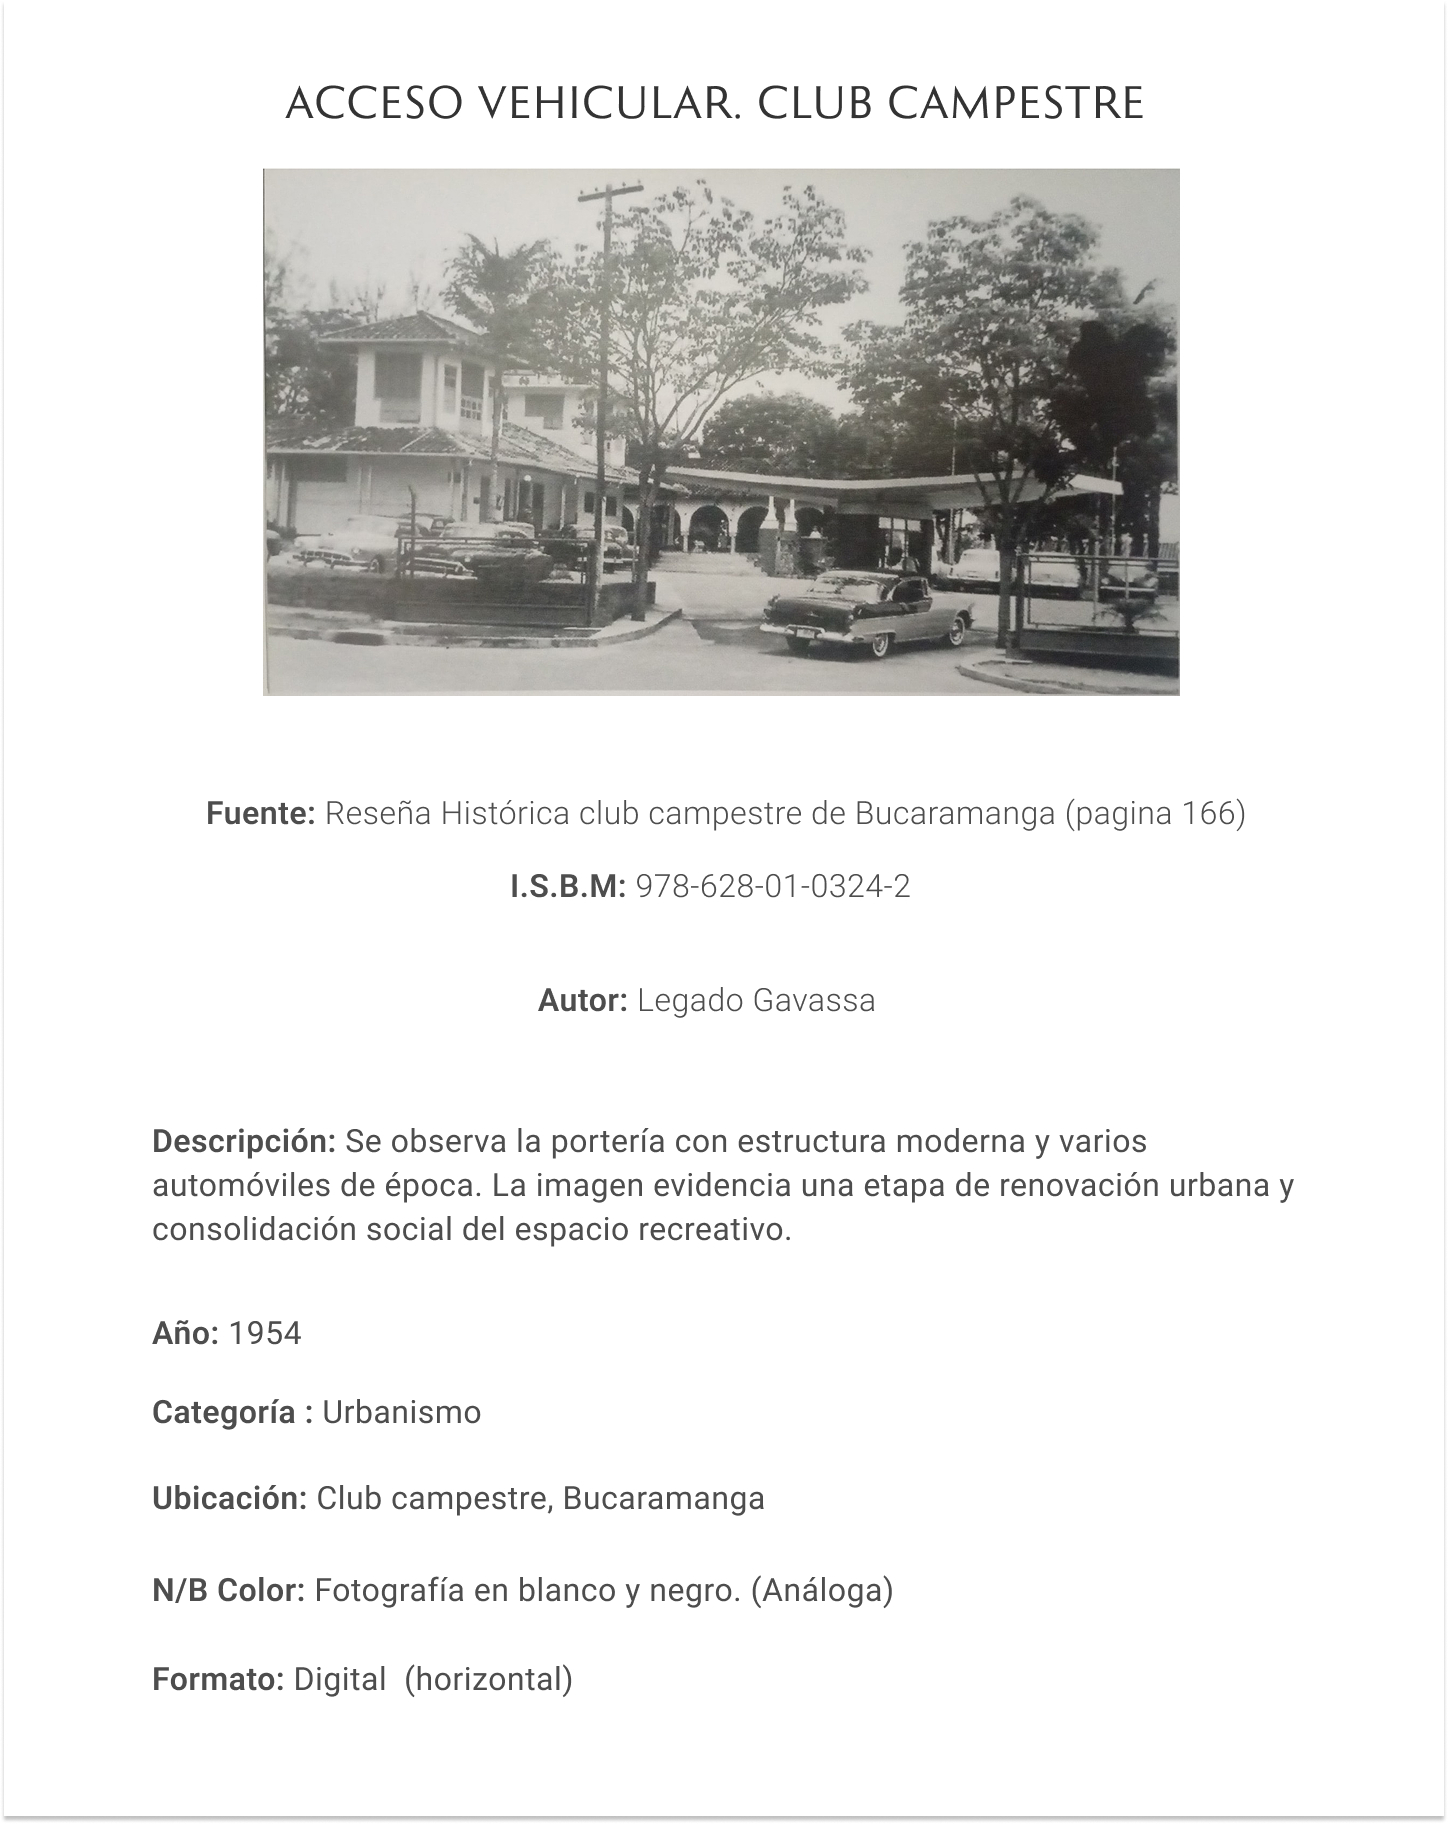 ACCESO VEHICULAR. CLUB CAMPESTRE
Fuente: Reseña Histórica club campestre de Bucaramanga (pagina 166)
I.S.B.M: 978-628-01-0324-2
Autor: Legado Gavassa
Descripción: Se observa la portería con estructura moderna y varios
automóviles de época. La imagen evidencia una etapa de renovación urbana y
consolidación social del espacio recreativo.
Año: 1954
Categoría : Urbanismo
Ubicación: Club campestre, Bucaramanga
N/B Color: Fotografía en blanco y negro. (Análoga)
Formato: Digital  (horizontal)